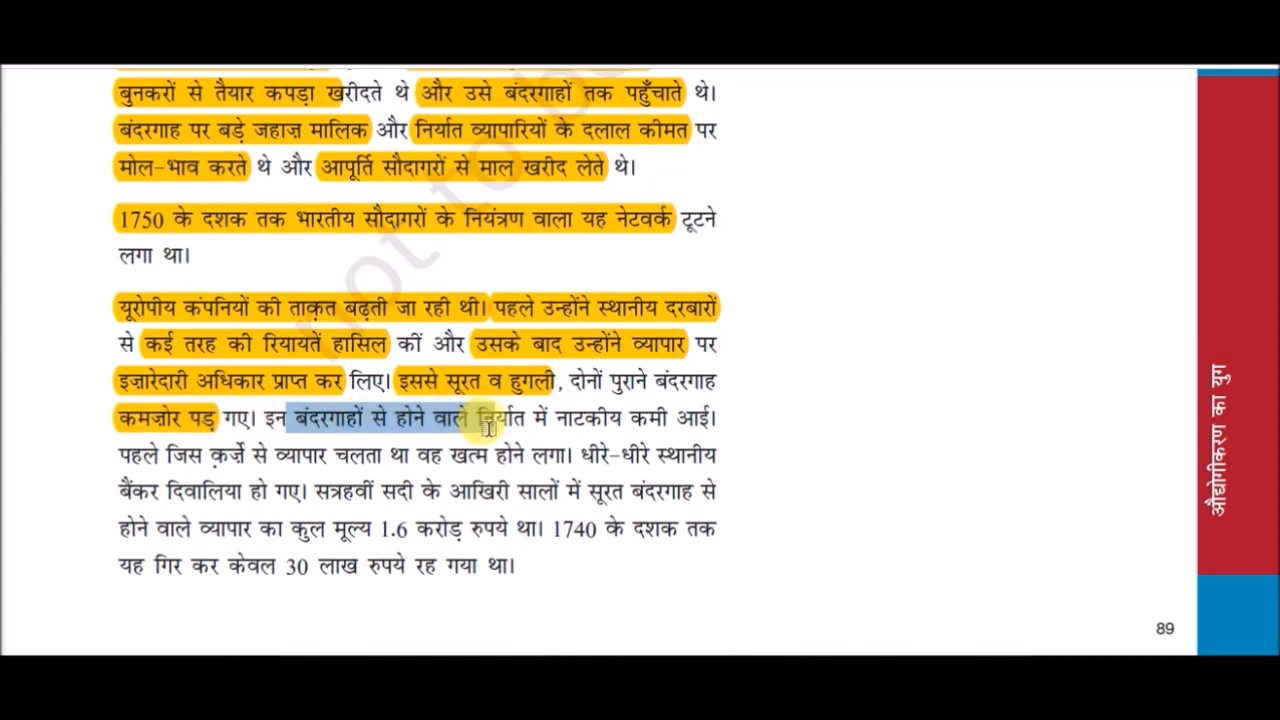 बुनकरों से तैयार कपड़ा खरीदते थे और उसे बंदरगाहों तक पहुँचाते थे।
बंदरगाह पर बड़े जहाज़ मालिक और निर्यात व्यापारियों के दलाल कीमत पर
मोल-भाव करते थे और आपूर्ति सौदागरों से माल खरीद लेते थे।
1750 के दशक तक भारतीय सौदागरों के नियंत्रण वाला यह नेटवर्क टूटने
लगा था।
यूरोपीय कंपनियों की ताक़त बढ़ती जा रही थी। पहले उन्होंने स्थानीय दरबारों
से कई तरह की रियायतें हासिल कीं और उसके बाद उन्होंने व्यापार पर
इज़ारेदारी अधिकार प्राप्त कर लिए। इससे सूरत व हुगली, दोनों पुराने बंदरगाह
कमज़ोर पड़ गए। इन बंदरगाहों से होने वाले निर्यात में नाटकीय कमी आई।
पहले जिस क़र्ज़े से व्यापार चलता था वह खत्म होने लगा। धीरे-धीरे स्थानीय
बैंकर दिवालिया हो गए। सत्रहवीं सदी के आखिरी सालों में सूरत बंदरगाह से
होने वाले व्यापार का कुल मूल्य 1.6 करोड़ रुपये था। 1740 के दशक तक
यह गिर कर केवल 30 लाख रुपये रह गया था।
not to b
औद्योगीकरण का युग
89